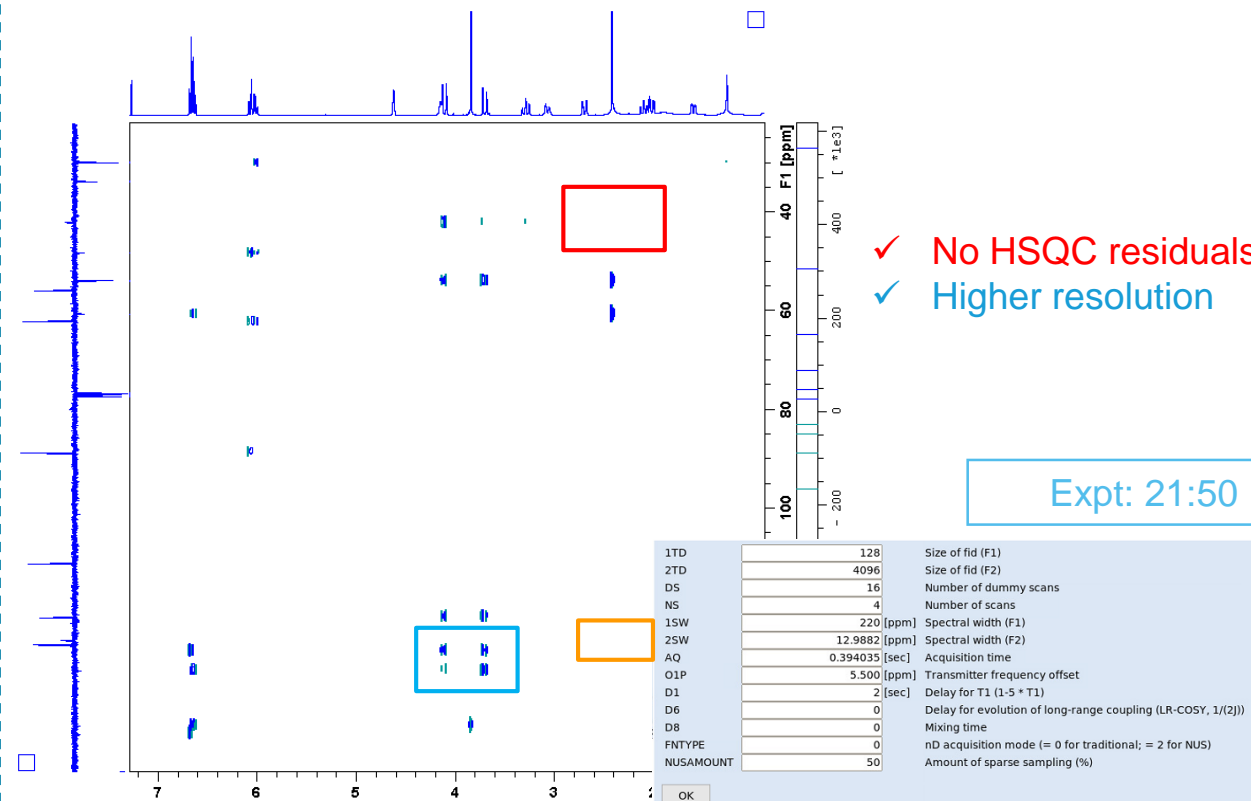 F1 [ppm]
[ *1e3]
40
60
80
100
400
200
0
- 200
7
6
5
4
3
✓ No HSQC residuals
✓ Higher resolution
Expt: 21:50
1TD 128 Size of fid (F1)
2TD 4096 Size of fid (F2)
DS 16 Number of dummy scans
NS 4 Number of scans
1SW 220 [ppm] Spectral width (F1)
2SW 12.9882 [ppm] Spectral width (F2)
AQ 0.394035 [sec] Acquisition time
O1P 5.500 [ppm] Transmitter frequency offset
D1 2 [sec] Delay for T1 (1-5 * T1)
D6 0 Delay for evolution of long-range coupling (LR-COSY, 1/(2J))
D8 0 Mixing time
FNTYPE 0 nD acquisition mode (= 0 for traditional; = 2 for NUS)
NUSAMOUNT 50 Amount of sparse sampling (%)
OK